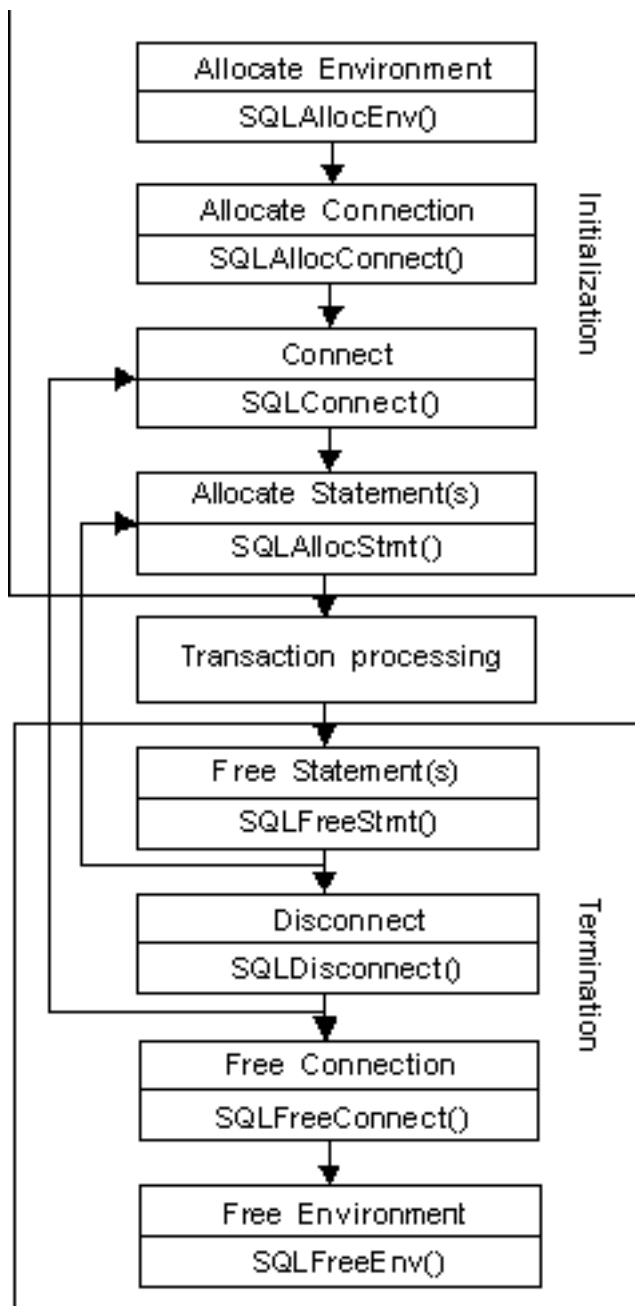 Allocate Environment
SQLAllocEnv()
Allocate Connection
SQLAllocConnect()
Initialization
Connect
SQLConnect()
Allocate Statement(s)
SQLAllocStmt()
Transaction processing
Free Statement(s)
SQLFreeStmt()
Disconnect
SQLDisconnect()
Termination
Free Connection
SQLFreeConnect()
Free Environment
SQLFreeEnv()